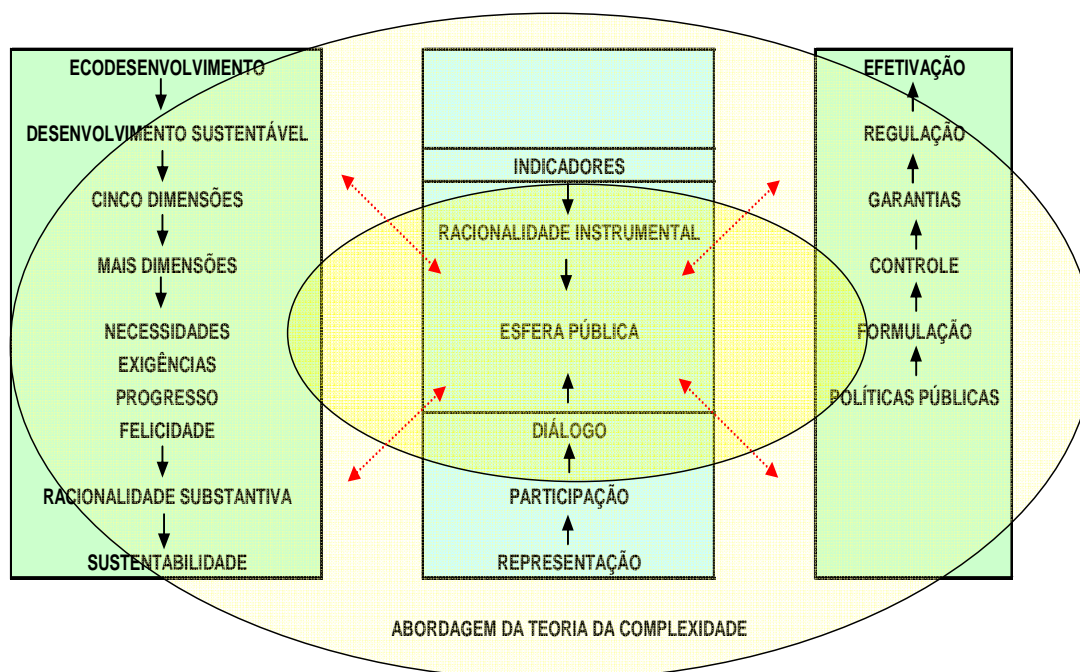 ECODESENVOLVIMENTO
DESENVOLVIMENTO SUSTENTÁVEL
CINCO DIMENSÕES
MAIS DIMENSÕES
NECESSIDADES
EXIGÊNCIAS
PROGRESSO
FELICIDADE
RACIONALIDADE SUBSTANTIVA
SUSTENTABILIDADE
INDICADORES
RACIONALIDADE INSTRUMENTAL
ESFERA PÚBLICA
DIÁLOGO
PARTICIPAÇÃO
REPRESENTAÇÃO
EFETIVAÇÃO
REGULAÇÃO
GARANTIAS
CONTROLE
FORMULAÇÃO
POLÍTICAS PÚBLICAS
ABORDAGEM DA TEORIA DA COMPLEXIDADE